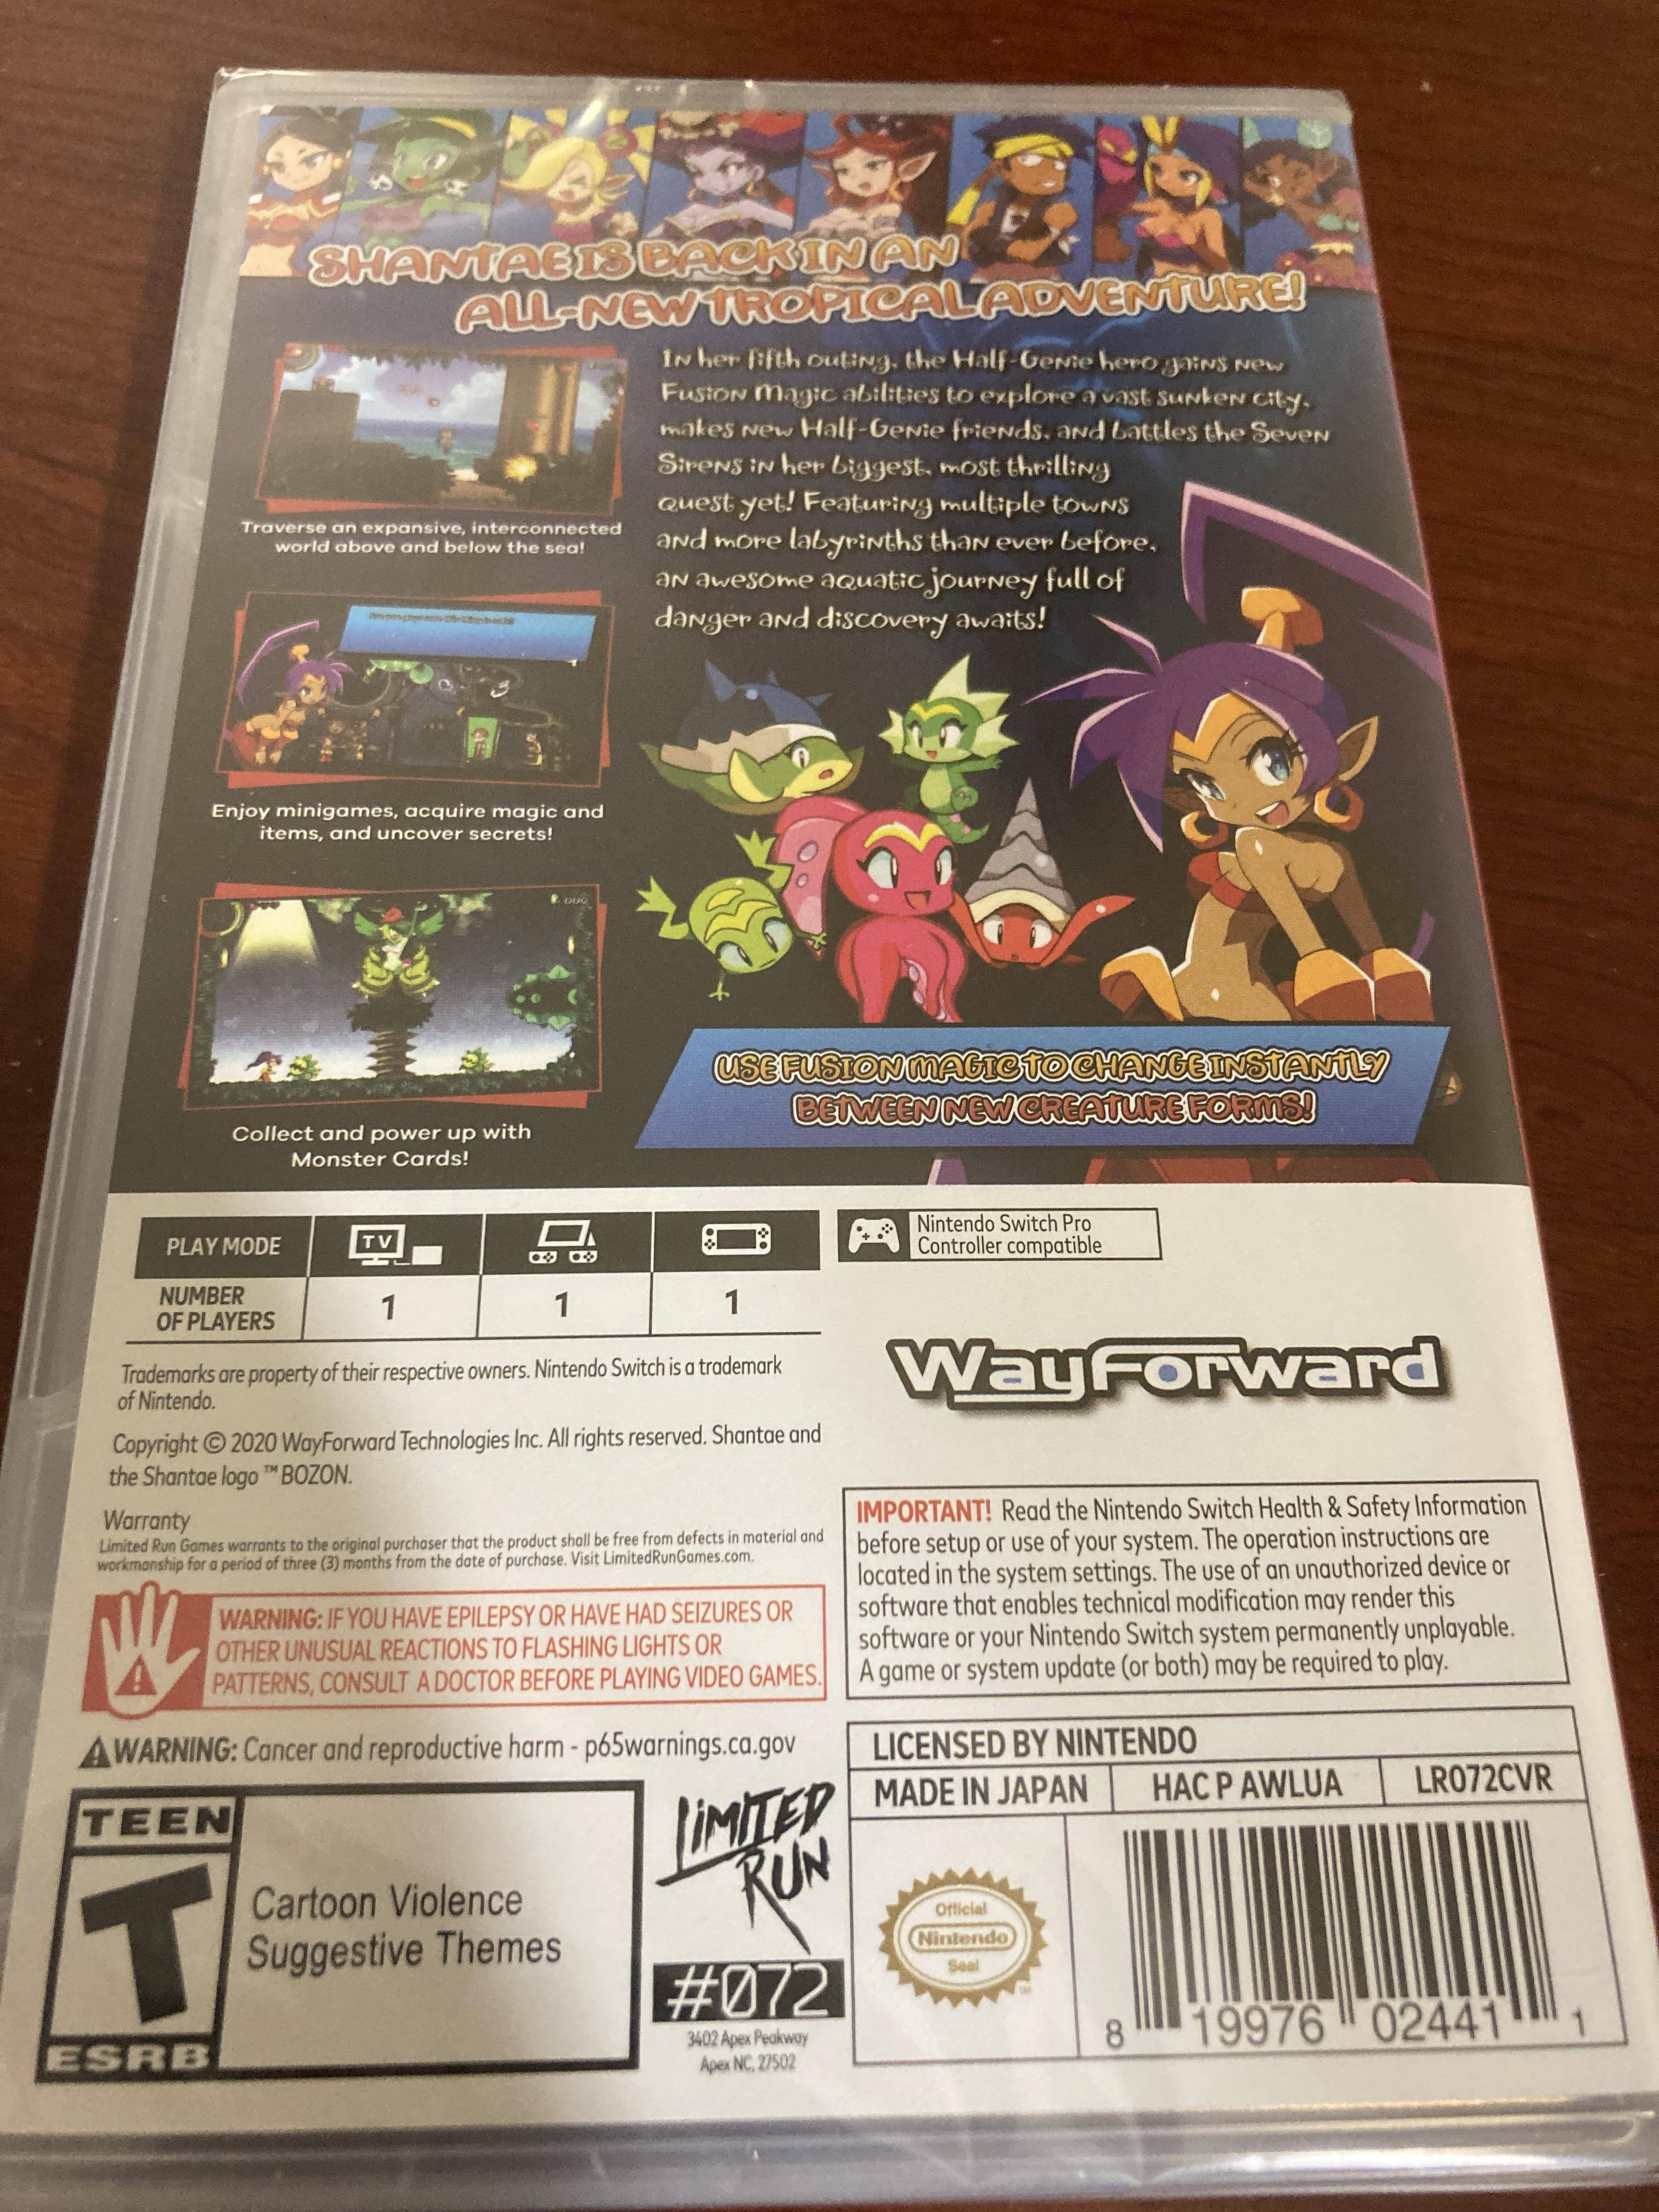 SHANTAE IS BACK IN AN
ALL-NEW TROPICAL ADVENTURE!
In her fifth outing, the Half-Genie hero gains new
Fusion Magic abilities to explore a vast sunken city,
makes new Half-Genie friends, and battles the Seven
Sirens in her biggest, most thrilling
quest yet! Featuring multiple towns
and more labyrinths than ever before,
an awesome aquatic journey full of
danger and discovery awaits!
Traverse an expansive, interconnected
world above and below the sea!
Enjoy minigames, acquire magic and
items, and uncover secrets!
Collect and power up with
Monster Cards!
USE FUSION MAGIC TO CHANGE INSTANTLY
BETWEEN NEW CREATURE FORMS!
PLAY MODE TV
NUMBER
OF PLAYERS
1 1 1
Nintendo Switch Pro
Controller compatible
Trademarks are property of their respective owners. Nintendo Switch is a trademark
of Nintendo.
Copyright © 2020 WayForward Technologies Inc. All rights reserved. Shantae and
the Shantae logo ™ BOZON.
WayForward
Warranty
Limited Run Games warrants to the original purchaser that the product shall be free from defects in material and
workmanship for a period of three (3) months from the date of purchase. Visit LimitedRunGames.com.
WARNING: IF YOU HAVE EPILEPSY OR HAVE HAD SEIZURES OR
OTHER UNUSUAL REACTIONS TO FLASHING LIGHTS OR
PATTERNS, CONSULT A DOCTOR BEFORE PLAYING VIDEO GAMES.
IMPORTANT! Read the Nintendo Switch Health & Safety Information
before setup or use of your system. The operation instructions are
located in the system settings. The use of an unauthorized device or
software that enables technical modification may render this
software or your Nintendo Switch system permanently unplayable.
A game or system update (or both) may be required to play.
WARNING: Cancer and reproductive harm - p65warnings.ca.gov
TEEN
T
ESRB
Cartoon Violence
Suggestive Themes
LIMITED
RUN
#072
3402 Apex Peakway
Apex NC, 27502
LICENSED BY NINTENDO
MADE IN JAPAN HAC P AWLUA LR072CVR
Official
Nintendo
Seal
8 19976 02441 1